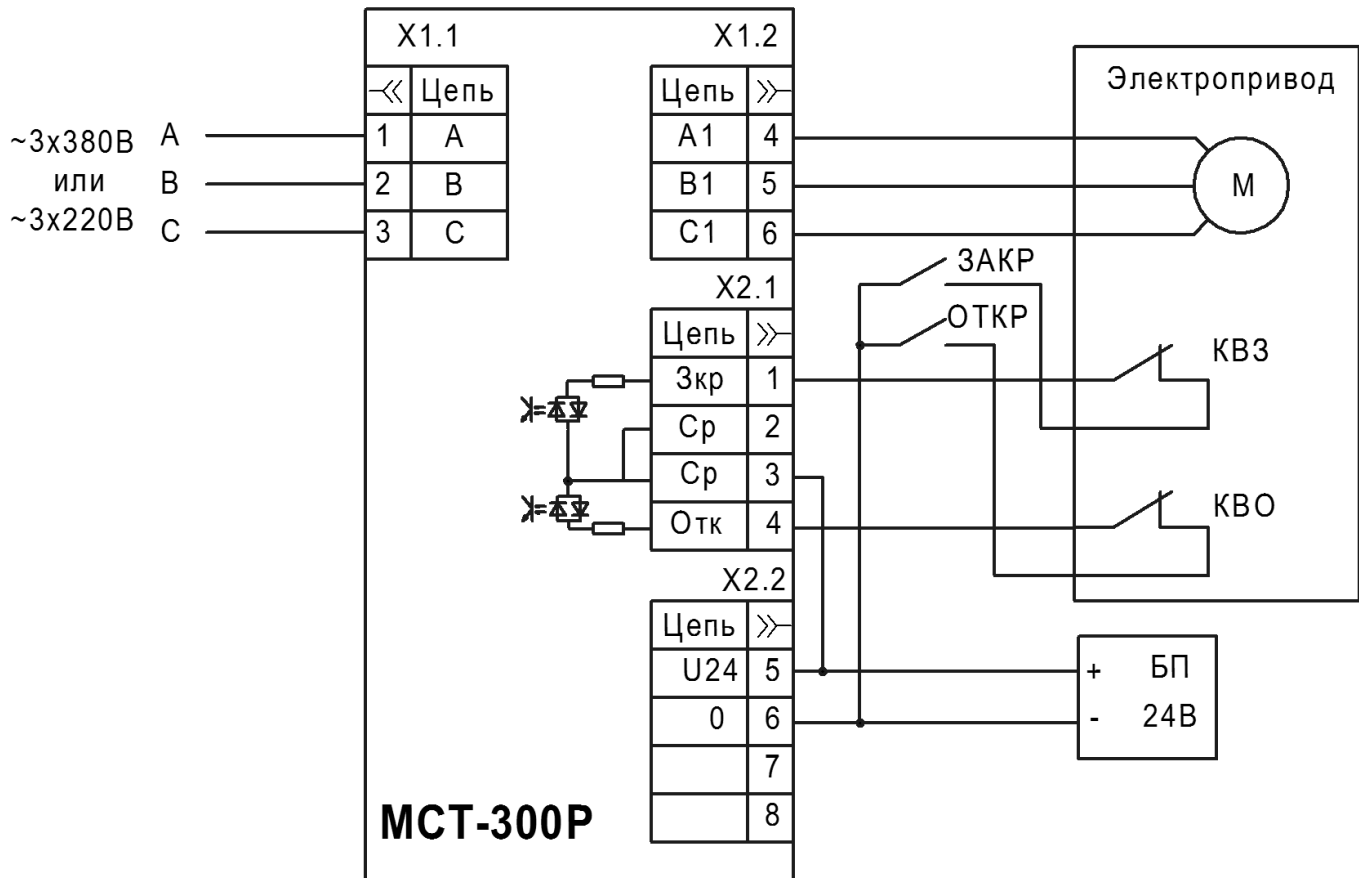 ~3х380В
или
~3х220В
A
B
C
X1.1
Цепь
1 A
2 B
3 C
X1.2
Цепь
A1 4
B1 5
C1 6
X2.1
Цепь
Зкр 1
Ср 2
Ср 3
Отк 4
X2.2
Цепь
U24 5
0 6
7
8
МСТ-300Р
ЗАКР
ОТКР
Электропривод
М
КВЗ
КВО
+ БП
- 24В